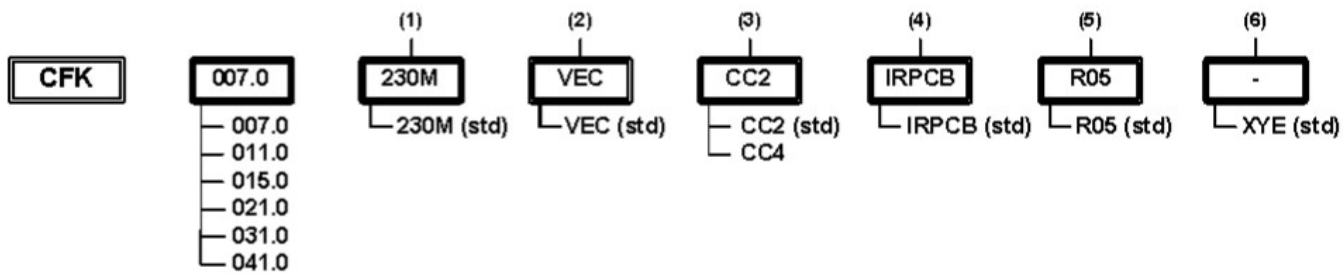 (1) (2) (3) (4) (5) (6)
CFK 007.0 230M VEC CC2 IRPCB R05 -
007.0 230M (std) VEC (std) CC2 (std) IRPCB (std) R05 (std) XYE (std)
011.0 CC4
015.0
021.0
031.0
041.0